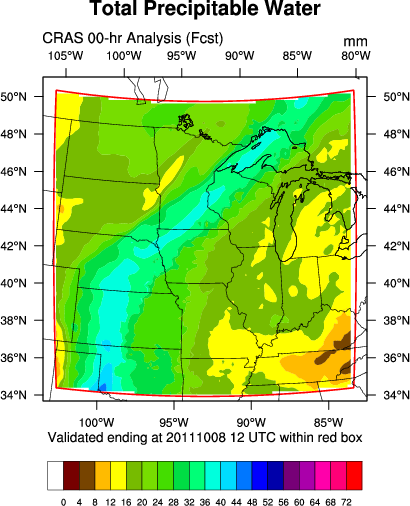 Total Precipitable Water
CRAS 00-hr Analysis (Fcst) mm
105°W 100°W 95°W 90°W 85°W 80°W
50°N 50°N
48°N 48°N
46°N 46°N
44°N 44°N
42°N 42°N
40°N 40°N
38°N 38°N
36°N 36°N
34°N 34°N
100°W 95°W 90°W 85°W
Validated ending at 20111008 12 UTC within red box
0 4 8 12 16 20 24 28 32 36 40 44 48 52 56 60 64 68 72